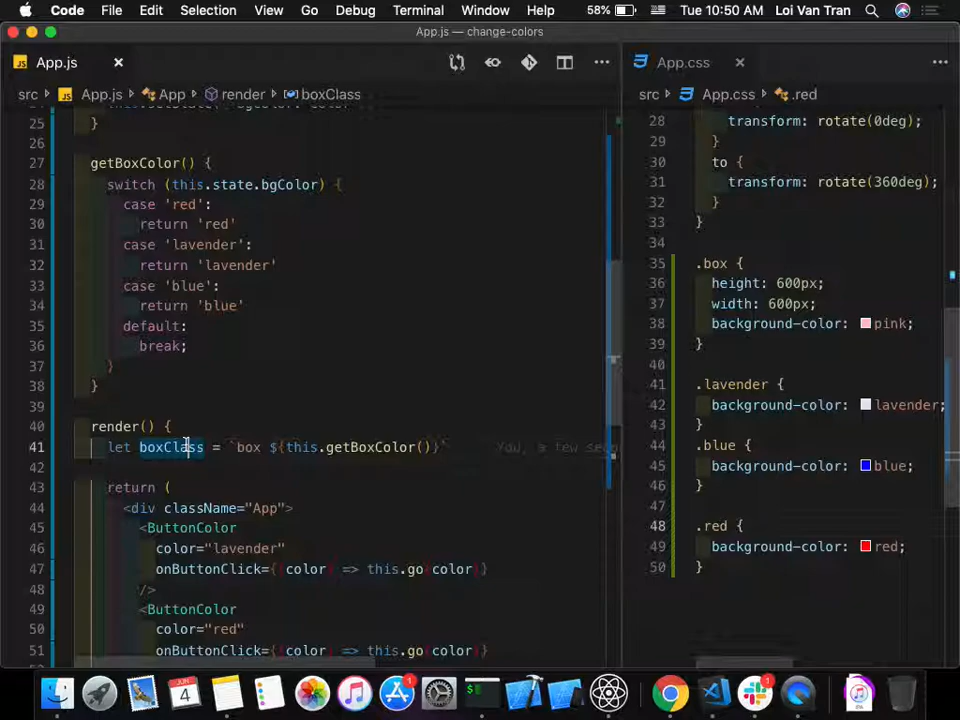 Code File Edit Selection View Go Debug Terminal Window Help 58% Tue 10:50 AM Loi Van Tran
App.js — change-colors
App.js
src App.js App render boxClass
25 }
26
27 getBoxColor() {
28 switch (this.state.bgColor) {
29 case 'red':
30 return 'red'
31 case 'lavender':
32 return 'lavender'
33 case 'blue':
34 return 'blue'
35 default:
36 break;
37 }
38 }
39
40 render() {
41 let boxClass = `box ${this.getBoxColor()}` You, a few seco
42
43 return (
44 <div className="App">
45 <ButtonColor
46 color="lavender"
47 onButtonClick={(color) => this.go(color)}
48 />
49 <ButtonColor
50 color="red"
51 onButtonClick={(color) => this.go(color)}
App.css
src App.css .red
28 transform: rotate(0deg);
29 }
30 to {
31 transform: rotate(360deg);
32 }
33 }
34
35 .box {
36 height: 600px;
37 width: 600px;
38 background-color: pink;
39 }
40
41 .lavender {
42 background-color: lavender;
43 }
44 .blue {
45 background-color: blue;
46 }
47
48 .red {
49 background-color: red;
50 }
JUN
4
1
1